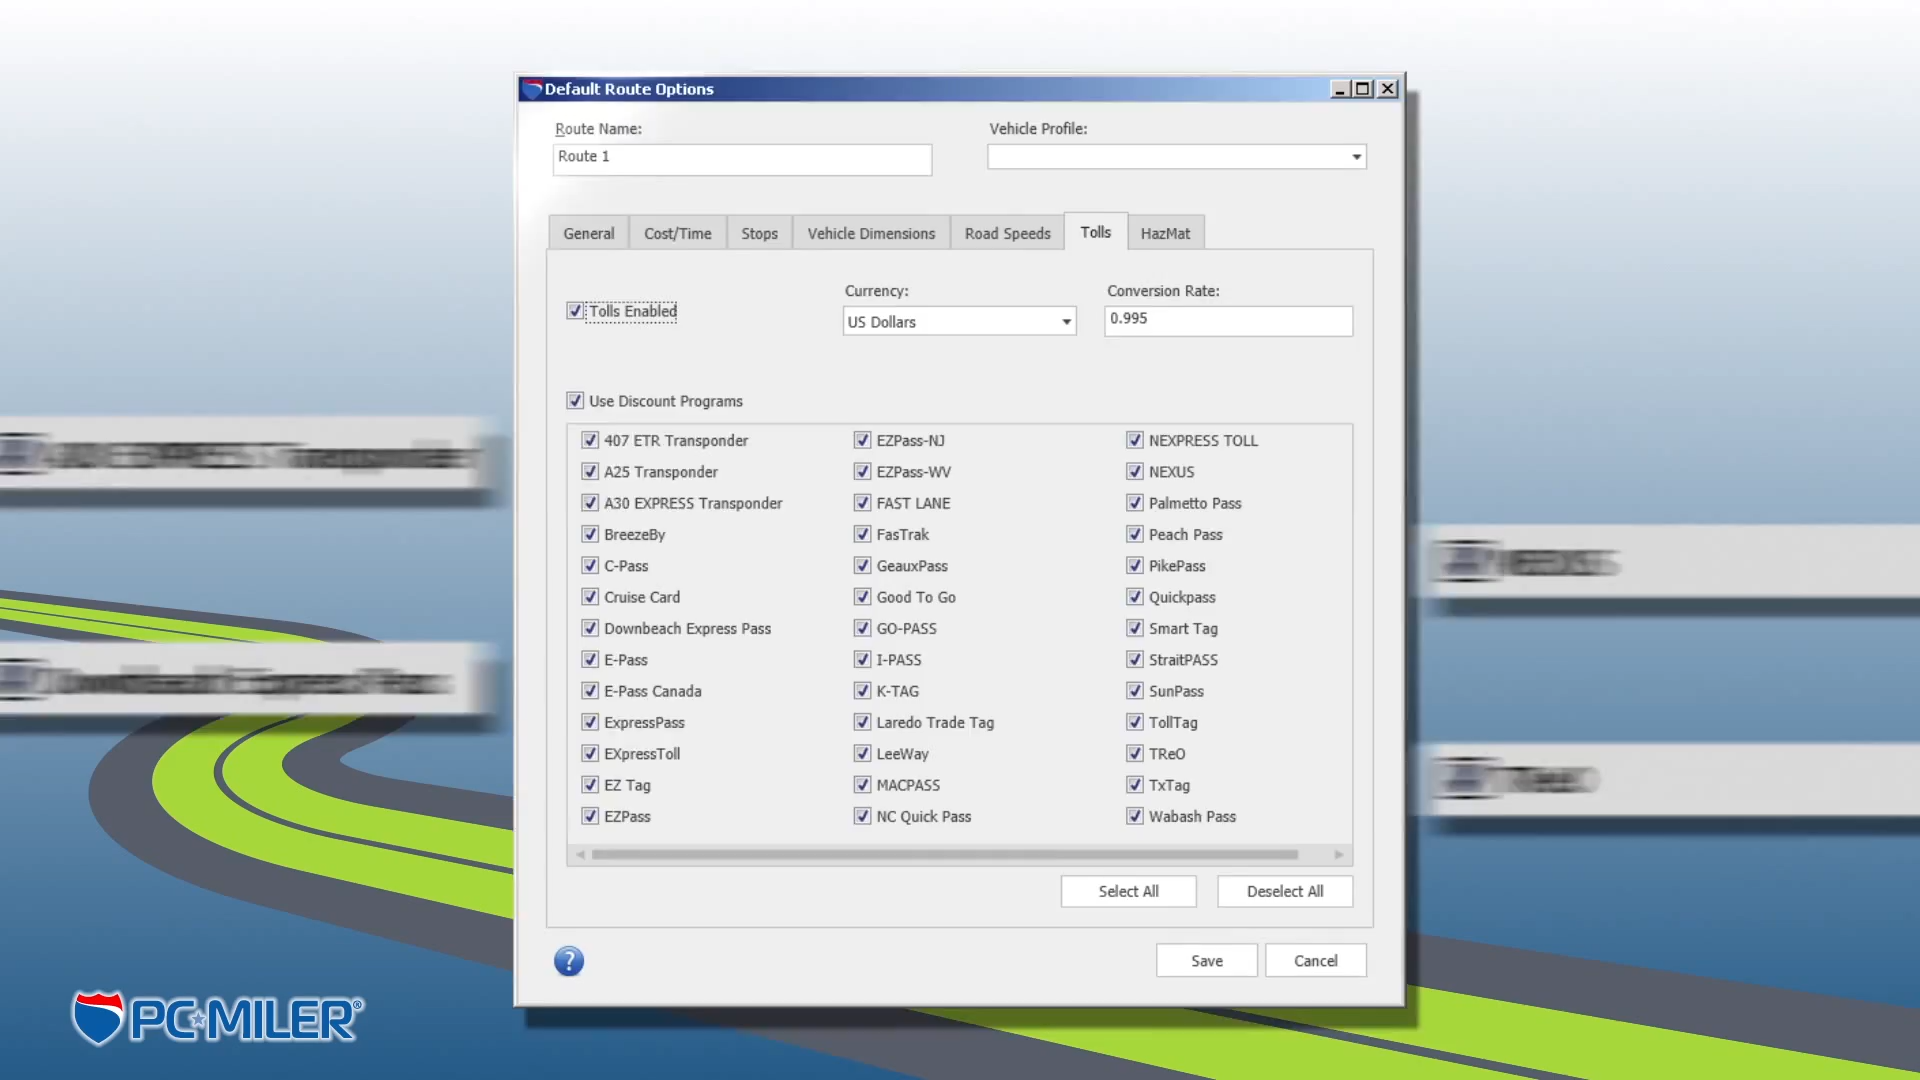 Default Route Options
Route Name:
Vehicle Profile:
Route 1
General
Cost/Time
Stops
Vehicle Dimensions
Road Speeds
Tolls
HazMat
Tolls Enabled
Currency:
US Dollars
Conversion Rate:
0.995
Use Discount Programs
407 ETR Transponder
A25 Transponder
A30 EXPRESS Transponder
BreezeBy
C-Pass
Cruise Card
Downbeach Express Pass
E-Pass
E-Pass Canada
ExpressPass
EXpressToll
EZ Tag
EZPass
EZPass-NJ
EZPass-WV
FAST LANE
FasTrak
GeauxPass
Good To Go
GO-PASS
I-PASS
K-TAG
Laredo Trade Tag
LeeWay
MACPASS
NC Quick Pass
NEXPRESS TOLL
NEXUS
Palmetto Pass
Peach Pass
PikePass
Quickpass
Smart Tag
StraitPASS
SunPass
TollTag
TReO
TxTag
Wabash Pass
Select All
Deselect All
?
Save
Cancel
PC★MILER®